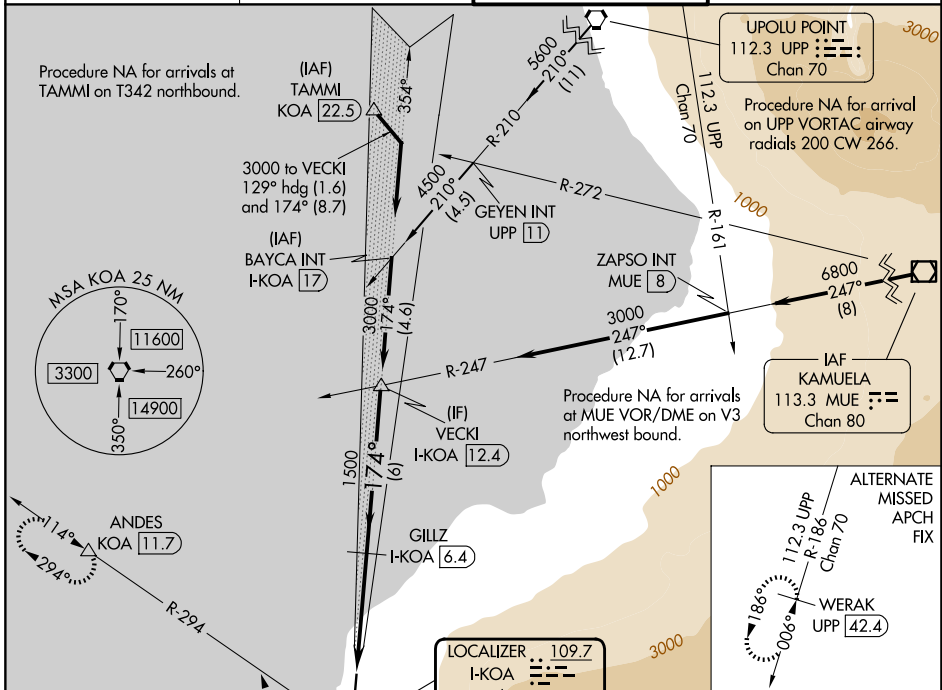 Procedure NA for arrivals at
TAMMI on T342 northbound.
(IAF)
TAMMI
KOA 22.5
354°
3000 to VECKI
129° hdg (1.6)
and 174° (8.7)
5600
210°
(11)
R-210
4500
210°
(4.5)
GEYEN INT
UPP 11
UPOLU POINT
112.3 UPP
Chan 70
3000
Procedure NA for arrival
on UPP VORTAC airway
radials 200 CW 266.
112.3 UPP
Chan 70
R-161
R-272
1000
(IAF)
BAYCA INT
I-KOA 17
3000
174°
(4.6)
ZAPSO INT
MUE 8
6800
247°
(8)
3000
247°
(12.7)
R-247
IAF
KAMUELA
113.3 MUE
Chan 80
MSA KOA 25 NM
170°
11600
3300
260°
14900
350°
(IF)
VECKI
I-KOA 12.4
Procedure NA for arrivals
at MUE VOR/DME on V3
northwest bound.
1500
174°
(6)
1000
GILLZ
I-KOA 6.4
ANDES
KOA 11.7
114°
294°
R-294
ALTERNATE
MISSED
APCH
FIX
112.3 UPP
R-186
Chan 70
186°
006°
WERAK
UPP 42.4
LOCALIZER 109.7
I-KOA
3000